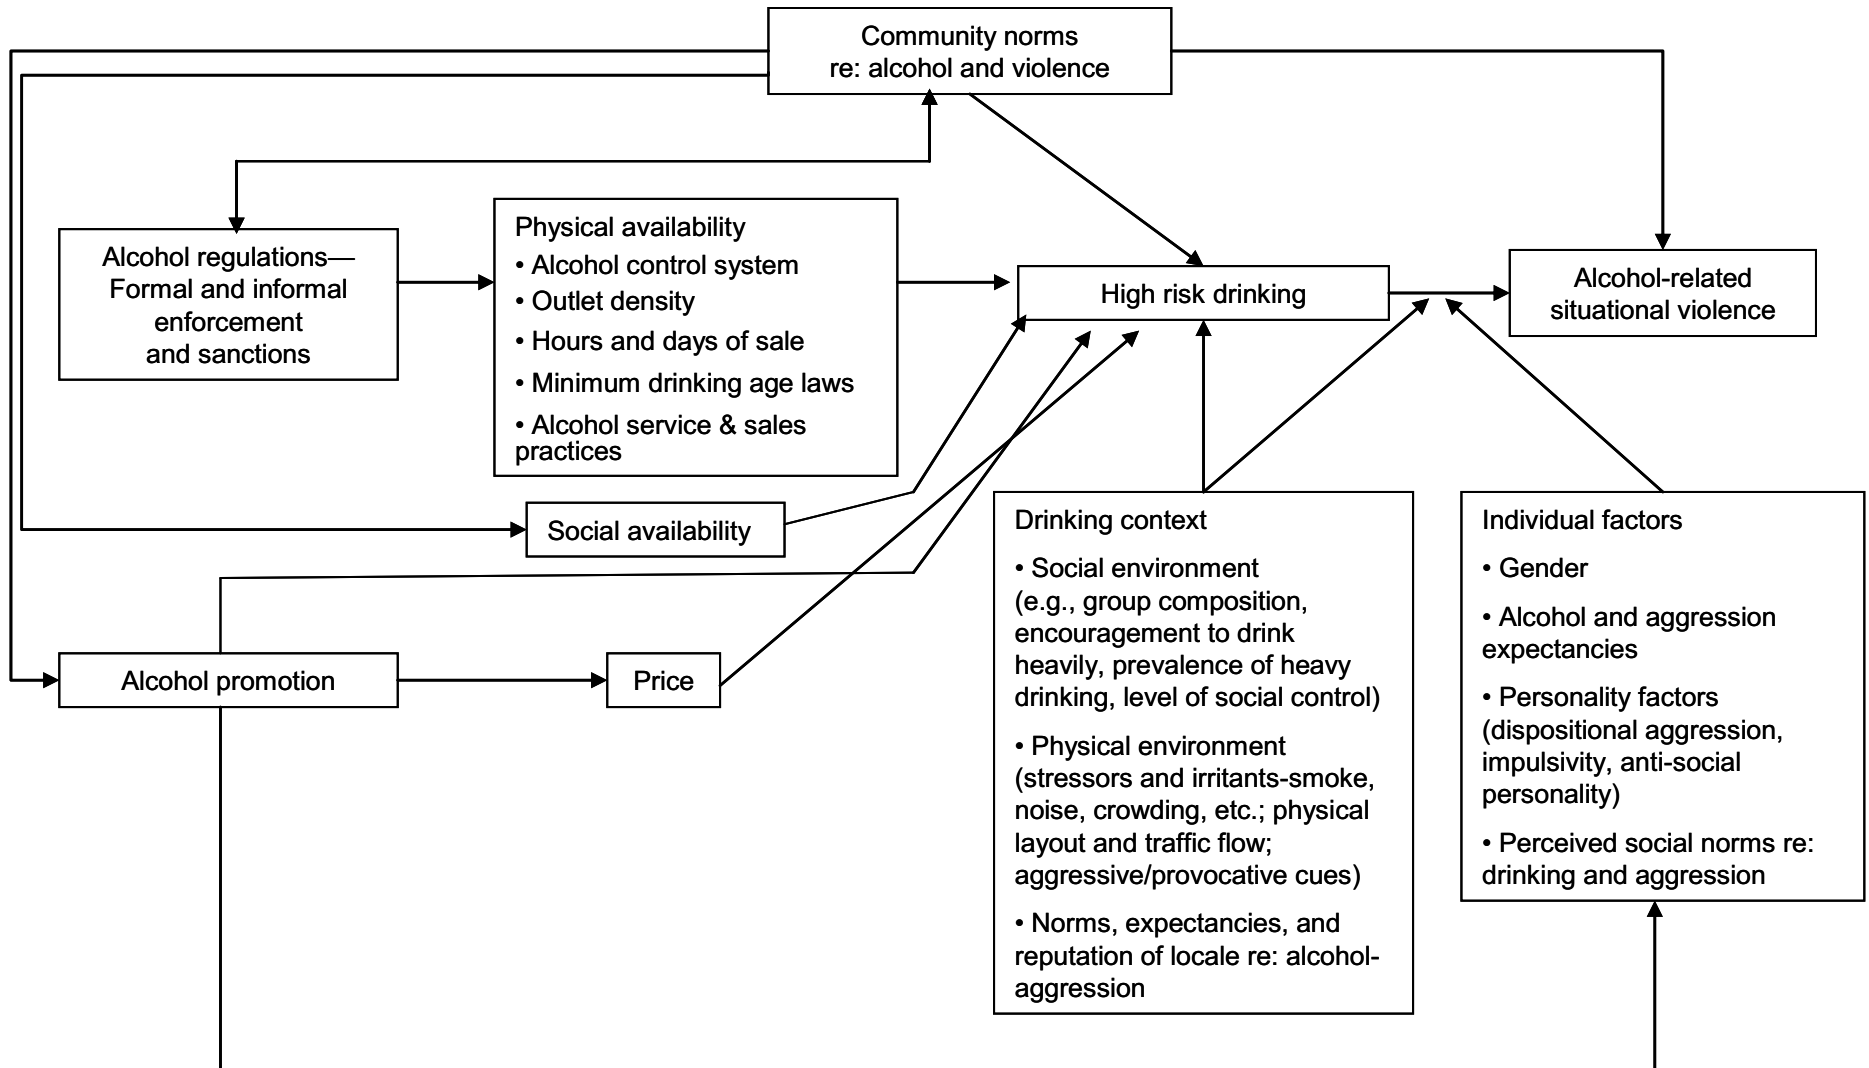 Community norms
re: alcohol and violence
Alcohol regulations—
Formal and informal
enforcement
and sanctions
Physical availability
• Alcohol control system
• Outlet density
• Hours and days of sale
• Minimum drinking age laws
• Alcohol service & sales
practices
High risk drinking
Alcohol-related
situational violence
Social availability
Alcohol promotion
Price
Drinking context
• Social environment
(e.g., group composition,
encouragement to drink
heavily, prevalence of heavy
drinking, level of social control)
• Physical environment
(stressors and irritants-smoke,
noise, crowding, etc.; physical
layout and traffic flow;
aggressive/provocative cues)
• Norms, expectancies, and
reputation of locale re: alcohol-
aggression
Individual factors
• Gender
• Alcohol and aggression
expectancies
• Personality factors
(dispositional aggression,
impulsivity, anti-social
personality)
• Perceived social norms re:
drinking and aggression